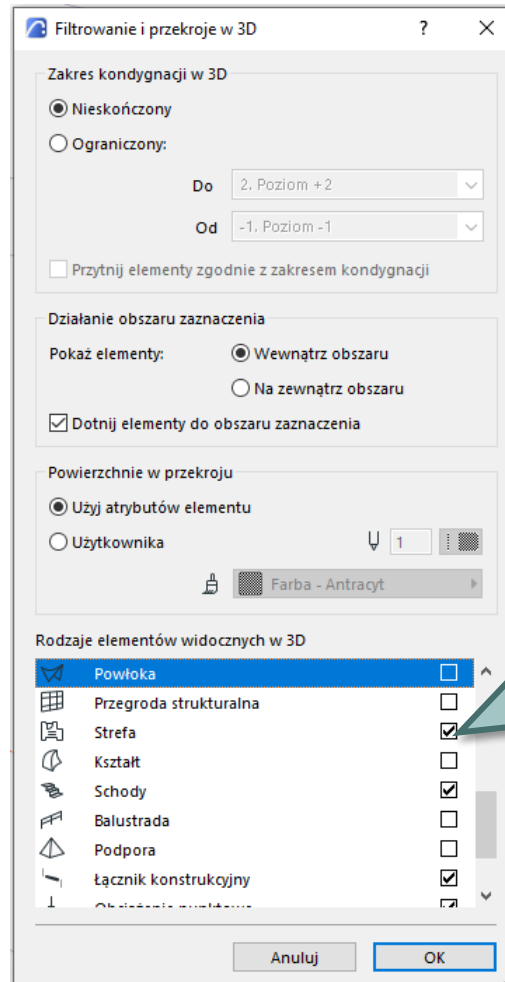 Filtrowanie i przekroje w 3D ? ×
Zakres kondygnacji w 3D
Nieskończony
Ograniczony:
Do 2. Poziom +2
Od -1. Poziom -1
Przytnij elementy zgodnie z zakresem kondygnacji
Działanie obszaru zaznaczenia
Pokaż elementy: Wewnątrz obszaru
Na zewnątrz obszaru
Dotnij elementy do obszaru zaznaczenia
Powierzchnie w przekroju
Użyj atrybutów elementu
Użytkownika 1
Farba - Antracyt
Rodzaje elementów widocznych w 3D
Powłoka
Przegroda strukturalna
Strefa
Kształt
Schody
Balustrada
Podpora
Łącznik konstrukcyjny
Obciążenie punktowe
Anuluj OK